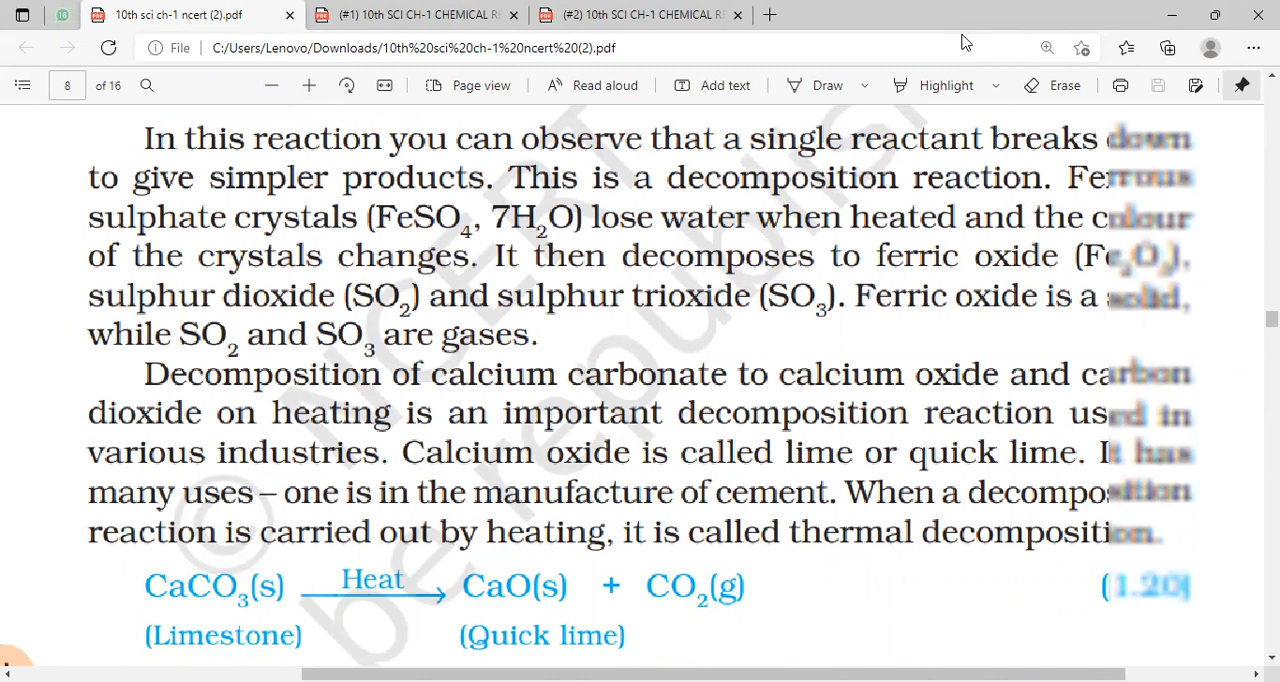 10th sci ch-1 ncert (2).pdf
(#1) 10th SCI CH-1 CHEMICAL R
(#2) 10th SCI CH-1 CHEMICAL R
File C:/Users/Lenovo/Downloads/10th%20sci%20ch-1%20ncert%20(2).pdf
8 of 16 Page view Read aloud Add text Draw Highlight Erase
In this reaction you can observe that a single reactant breaks down
to give simpler products. This is a decomposition reaction. Ferrous
sulphate crystals (FeSO₄, 7H₂O) lose water when heated and the colour
of the crystals changes. It then decomposes to ferric oxide (Fe₂O₃),
sulphur dioxide (SO₂) and sulphur trioxide (SO₃). Ferric oxide is a solid,
while SO₂ and SO₃ are gases.
Decomposition of calcium carbonate to calcium oxide and carbon
dioxide on heating is an important decomposition reaction used in
various industries. Calcium oxide is called lime or quick lime. It has
many uses – one is in the manufacture of cement. When a decomposition
reaction is carried out by heating, it is called thermal decomposition.
CaCO₃(s) Heat CaO(s) + CO₂(g) (1.20)
(Limestone) (Quick lime)
© NCERT
be republis